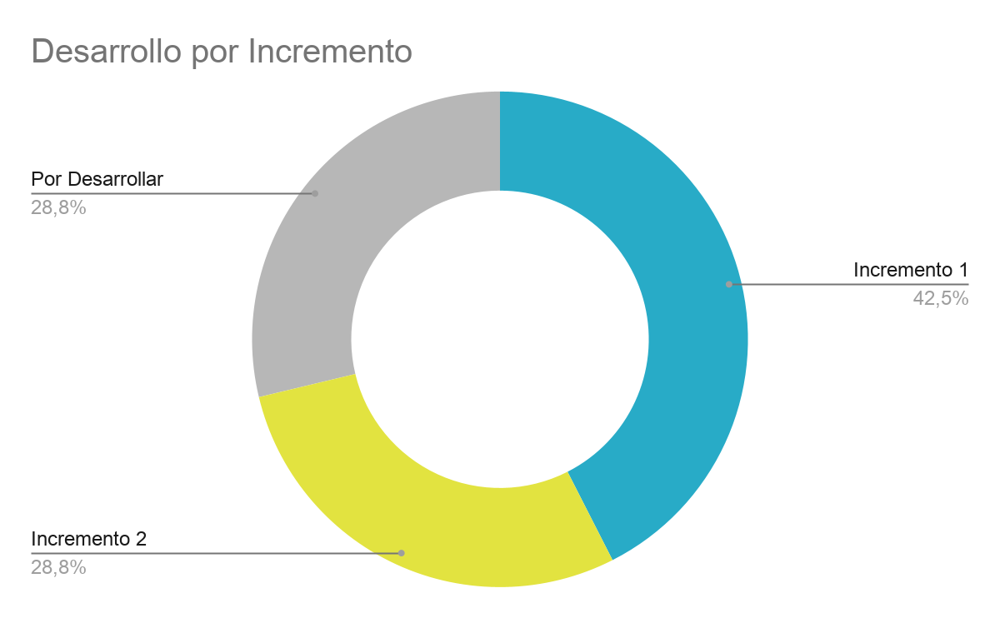 Desarrollo por Incremento
Por Desarrollar
28,8%
Incremento 1
42,5%
Incremento 2
28,8%